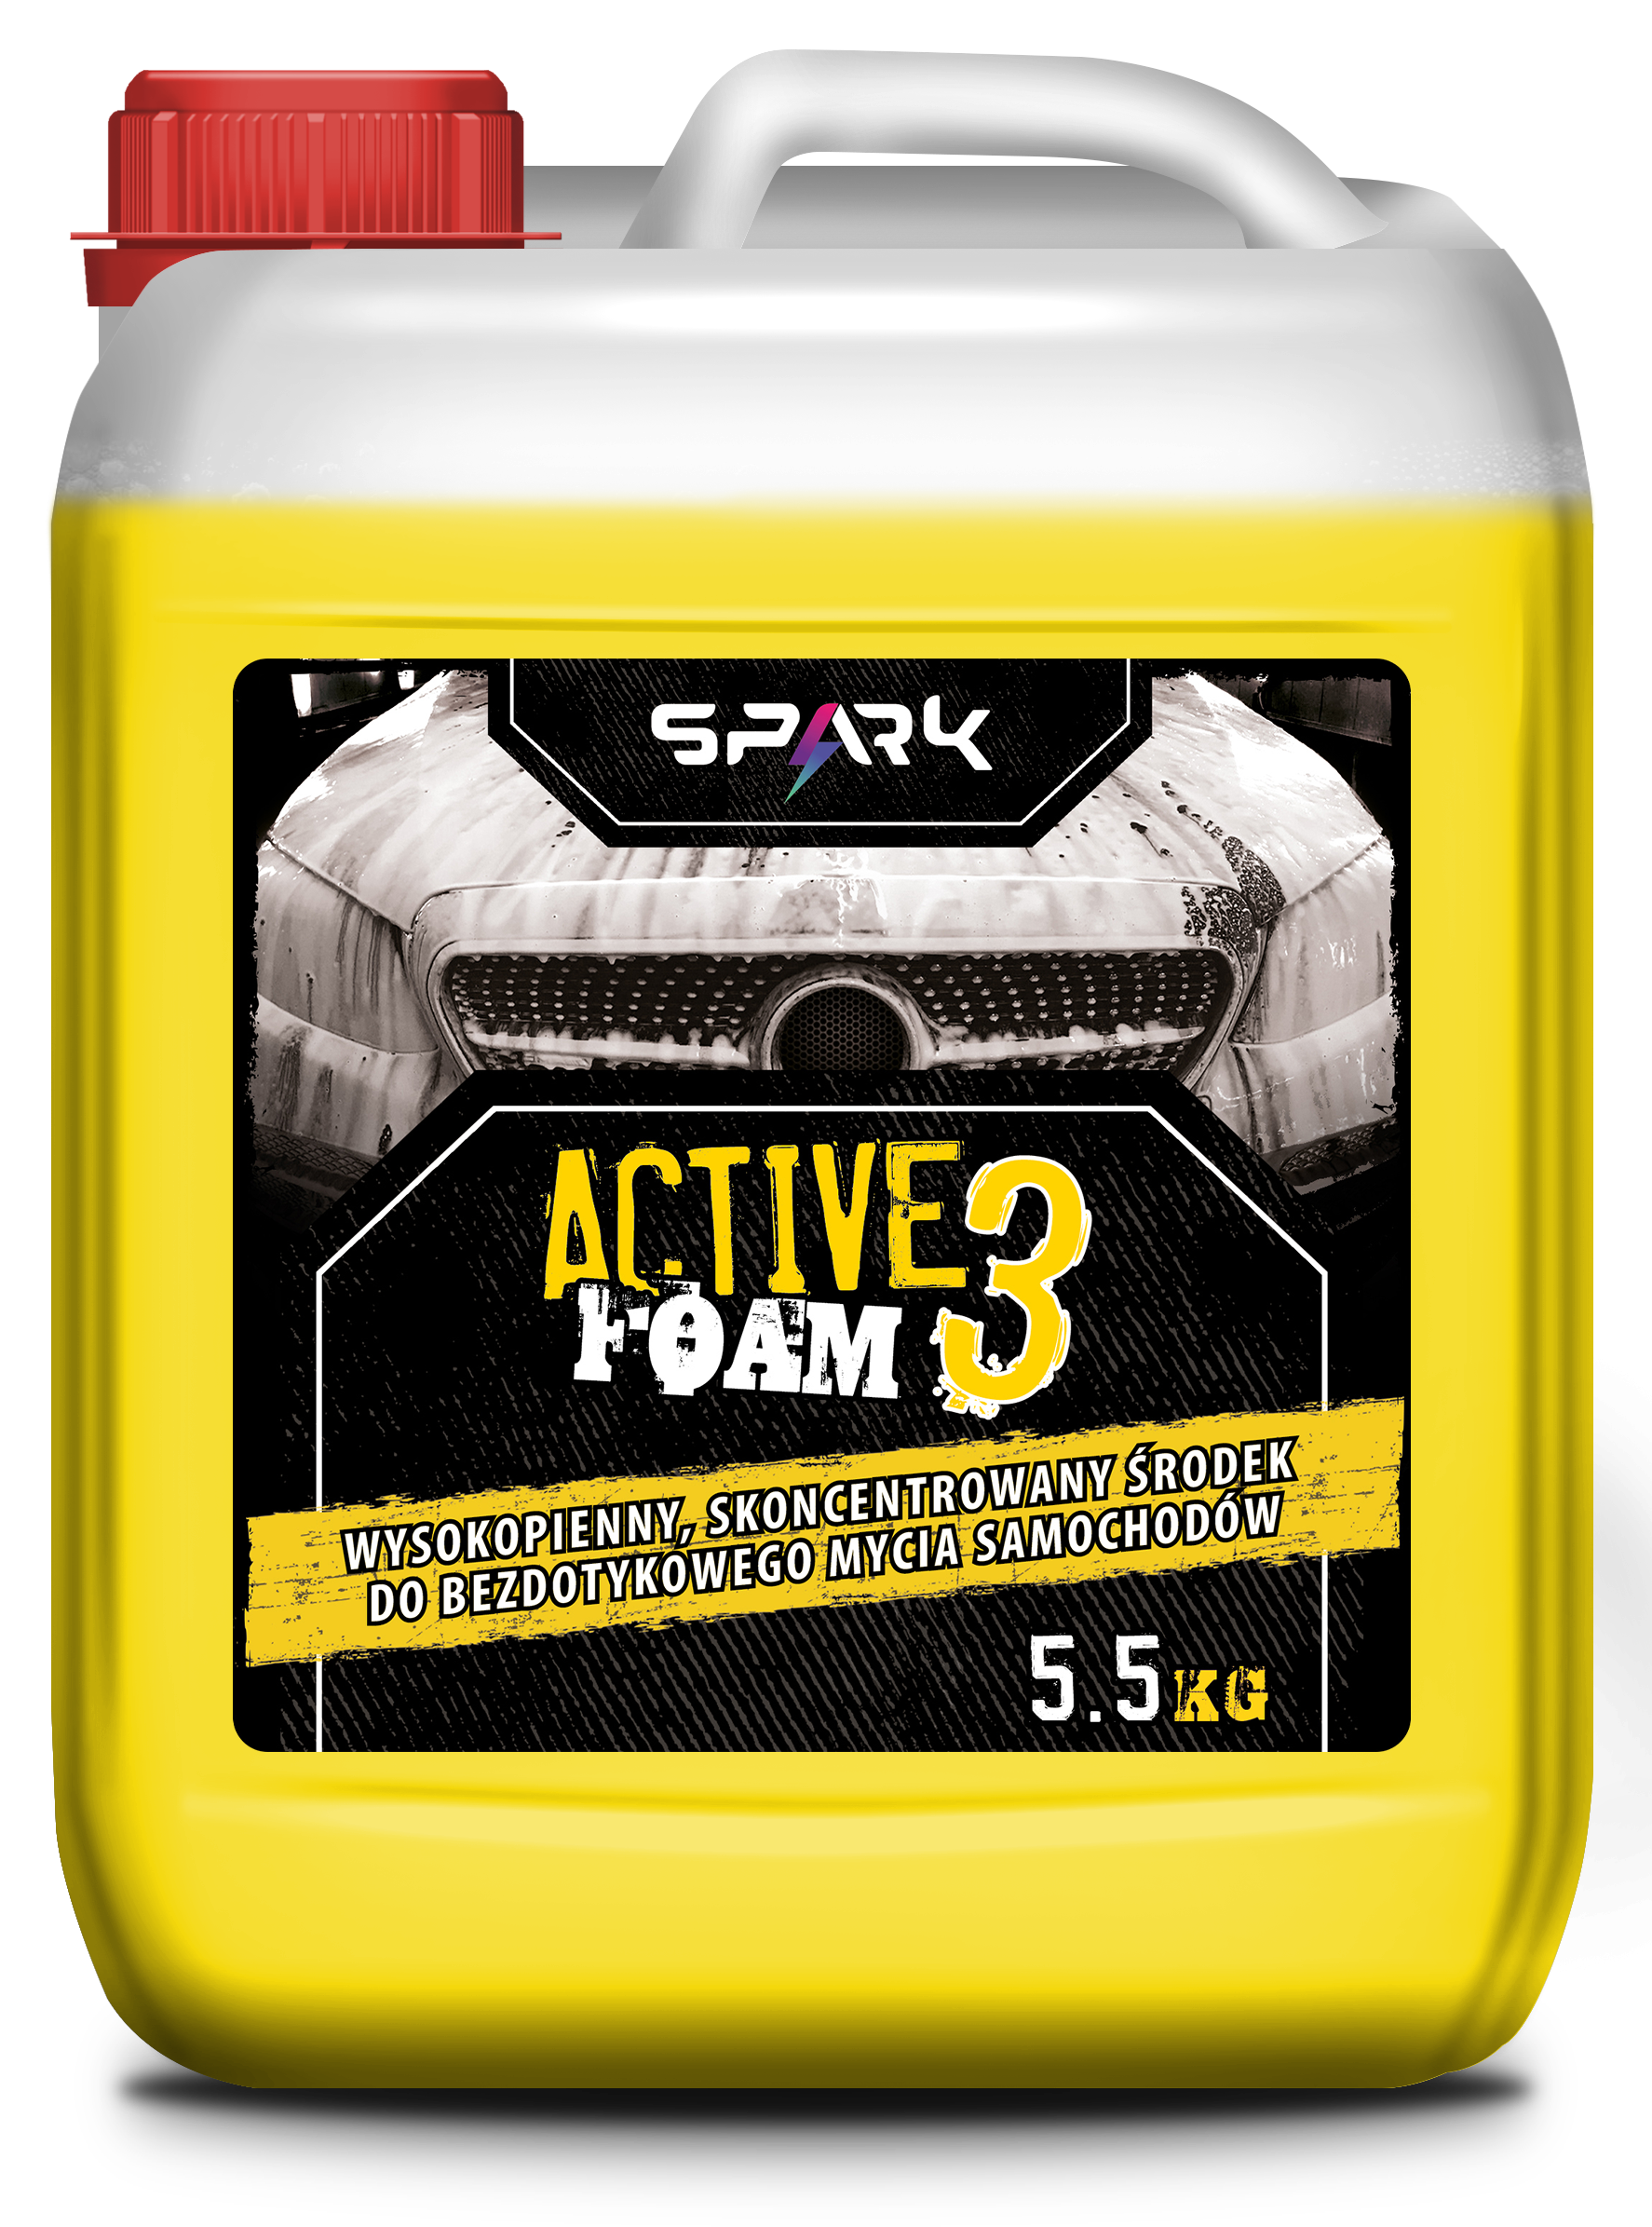 SPARK
ACTIVE
FOAM 3
WYSOKOPIENNY, SKONCENTROWANY ŚRODEK
DO BEZDOTYKOWEGO MYCIA SAMOCHODÓW
5.5 KG